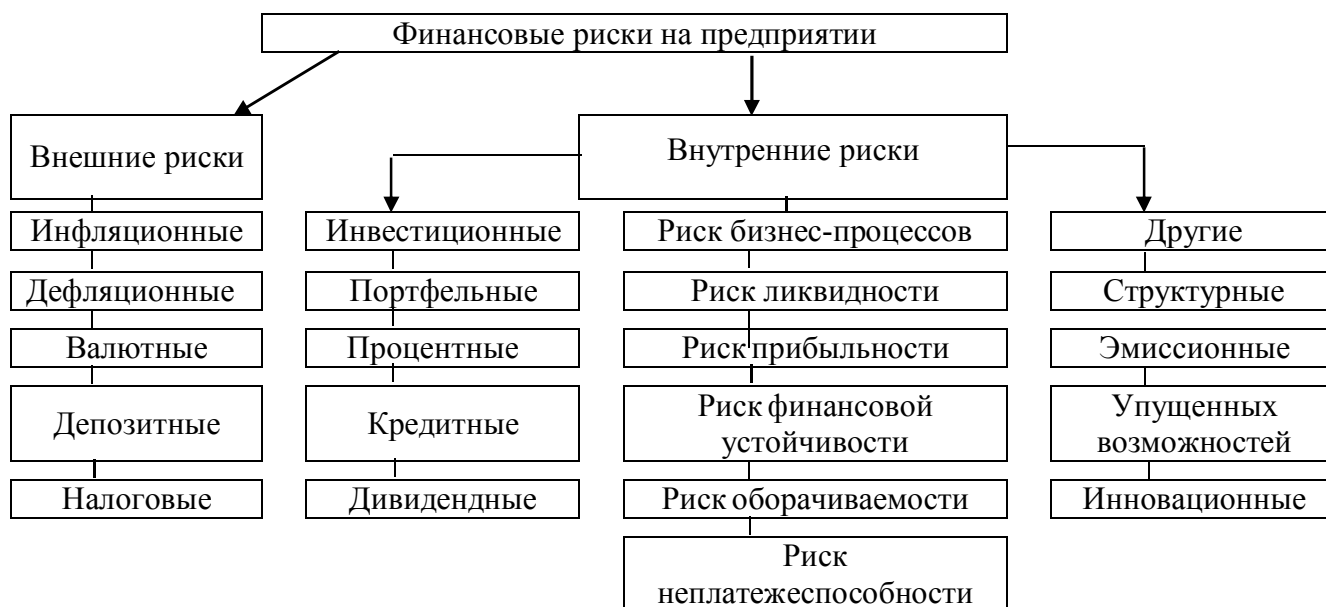 Финансовые риски на предприятии
Внешние риски
Внутренние риски
Инфляционные
Инвестиционные
Риск бизнес-процессов
Другие
Дефляционные
Портфельные
Риск ликвидности
Структурные
Валютные
Процентные
Риск прибыльности
Эмиссионные
Депозитные
Кредитные
Риск финансовой
устойчивости
Упущенных
возможностей
Налоговые
Дивидендные
Риск оборачиваемости
Инновационные
Риск
неплатежеспособности